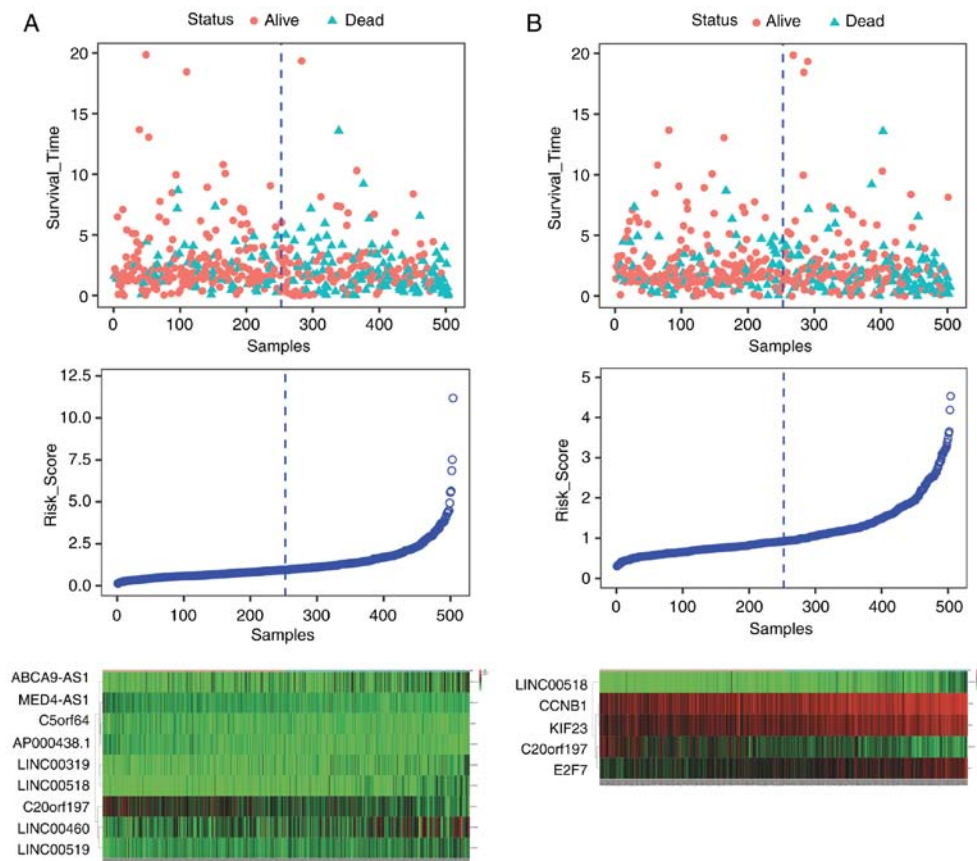 A
Status Alive Dead
Survival_Time
20
15
10
5
0
0 100 200 300 400 500
Samples
Risk_Score
12.5
10.0
7.5
5.0
2.5
0.0
0 100 200 300 400 500
Samples
ABCA9-AS1
MED4-AS1
C5orf64
AP000438.1
LINC00319
LINC00518
C20orf197
LINC00460
LINC00519
B
Status Alive Dead
Survival_Time
20
15
10
5
0
0 100 200 300 400 500
Samples
Risk_Score
5
4
3
2
1
0
0 100 200 300 400 500
Samples
LINC00518
CCNB1
KIF23
C20orf197
E2F7